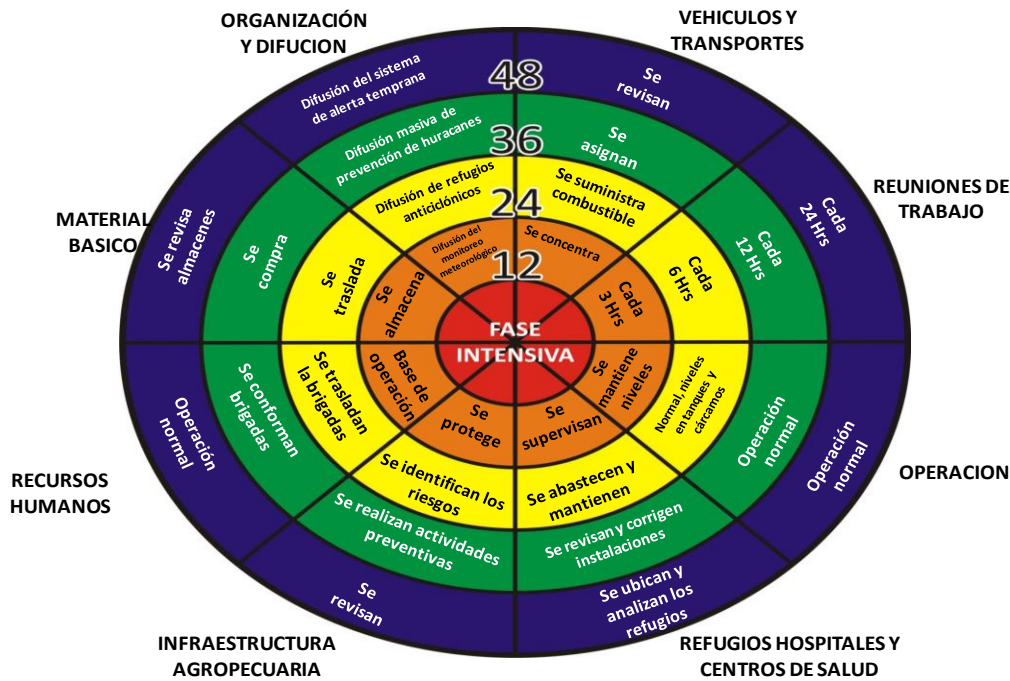 ORGANIZACIÓN
Y DIFUCION
VEHICULOS Y
TRANSPORTES
REUNIONES DE
TRABAJO
OPERACION
REFUGIOS HOSPITALES Y
CENTROS DE SALUD
INFRAESTRUCTURA
AGROPECUARIA
RECURSOS
HUMANOS
MATERIAL
BASICO
48
36
24
12
FASE
INTENSIVA
Difusión del sistema
de alerta temprana
Difusión masiva de
prevención de huracanes
Difusión de refugios
anticiclónicos
Difusión del
monitoreo
meteorológico
Se
revisan
Se
asignan
Se suministra
combustible
Se concentra
Cada
24 Hrs
Cada
12 Hrs
Cada
6 Hrs
Cada
3 Hrs
Operación
normal
Operación
normal
Normal, niveles
en tanques y
cárcamos
Se
mantiene
niveles
Se ubican y
analizan los
refugios
Se revisan y corrigen
instalaciones
Se abastecen y
mantienen
Se
supervisan
Se
revisan
Se realizan actividades
preventivas
Se identifican los
riesgos
Se
protege
Operación
normal
Se conforman
brigadas
Se trasladan
la brigadas
Base de
operación
Se revisa
almacenes
Se
compra
Se
traslada
Se
almacena